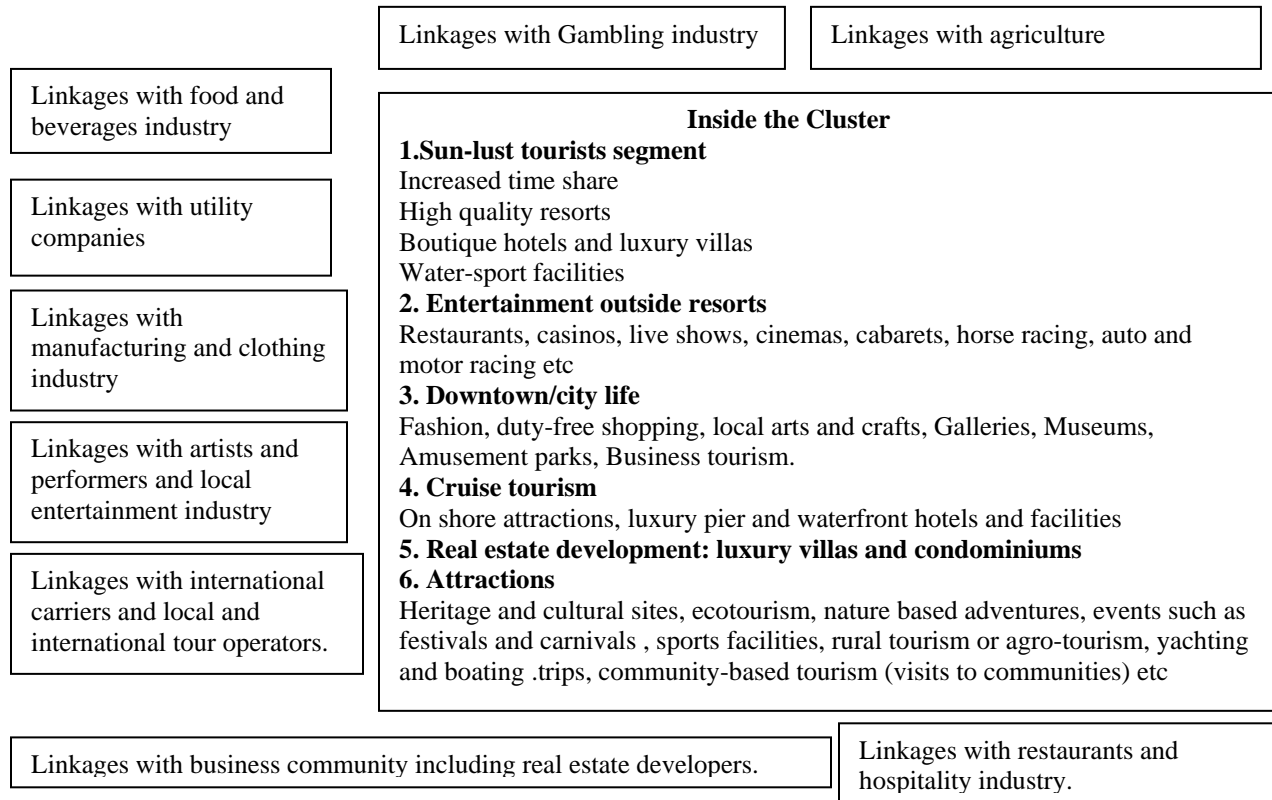 Linkages with Gambling industry
Linkages with agriculture
Linkages with food and
beverages industry
Linkages with utility
companies
Linkages with
manufacturing and clothing
industry
Linkages with artists and
performers and local
entertainment industry
Linkages with international
carriers and local and
international tour operators.
Inside the Cluster
1.Sun-lust tourists segment
Increased time share
High quality resorts
Boutique hotels and luxury villas
Water-sport facilities
2. Entertainment outside resorts
Restaurants, casinos, live shows, cinemas, cabarets, horse racing, auto and
motor racing etc
3. Downtown/city life
Fashion, duty-free shopping, local arts and crafts, Galleries, Museums,
Amusement parks, Business tourism.
4. Cruise tourism
On shore attractions, luxury pier and waterfront hotels and facilities
5. Real estate development: luxury villas and condominiums
6. Attractions
Heritage and cultural sites, ecotourism, nature based adventures, events such as
festivals and carnivals , sports facilities, rural tourism or agro-tourism, yachting
and boating .trips, community-based tourism (visits to communities) etc
Linkages with business community including real estate developers.
Linkages with restaurants and
hospitality industry.